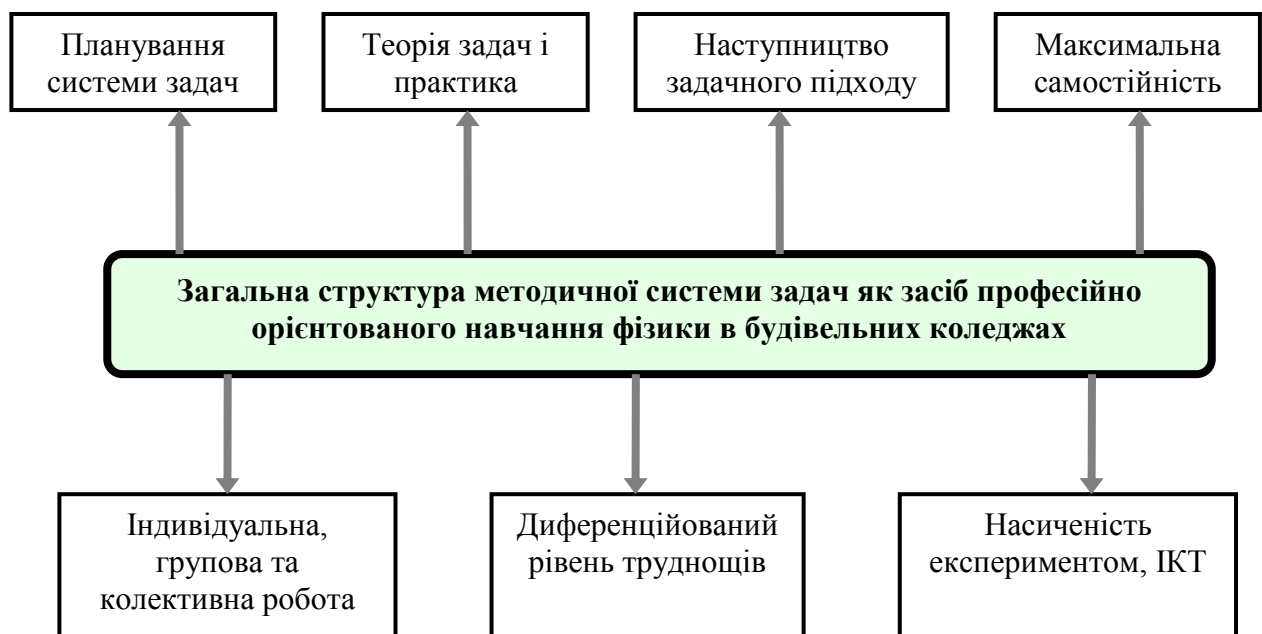 Планування
системи задач
Теорія задач і
практика
Наступництво
задачного підходу
Максимальна
самостійність
Загальна структура методичної системи задач як засіб професійно
орієнтованого навчання фізики в будівельних коледжах
Індивідуальна,
групова та
колективна робота
Диференційований
рівень труднощів
Насиченість
експериментом, ІКТ